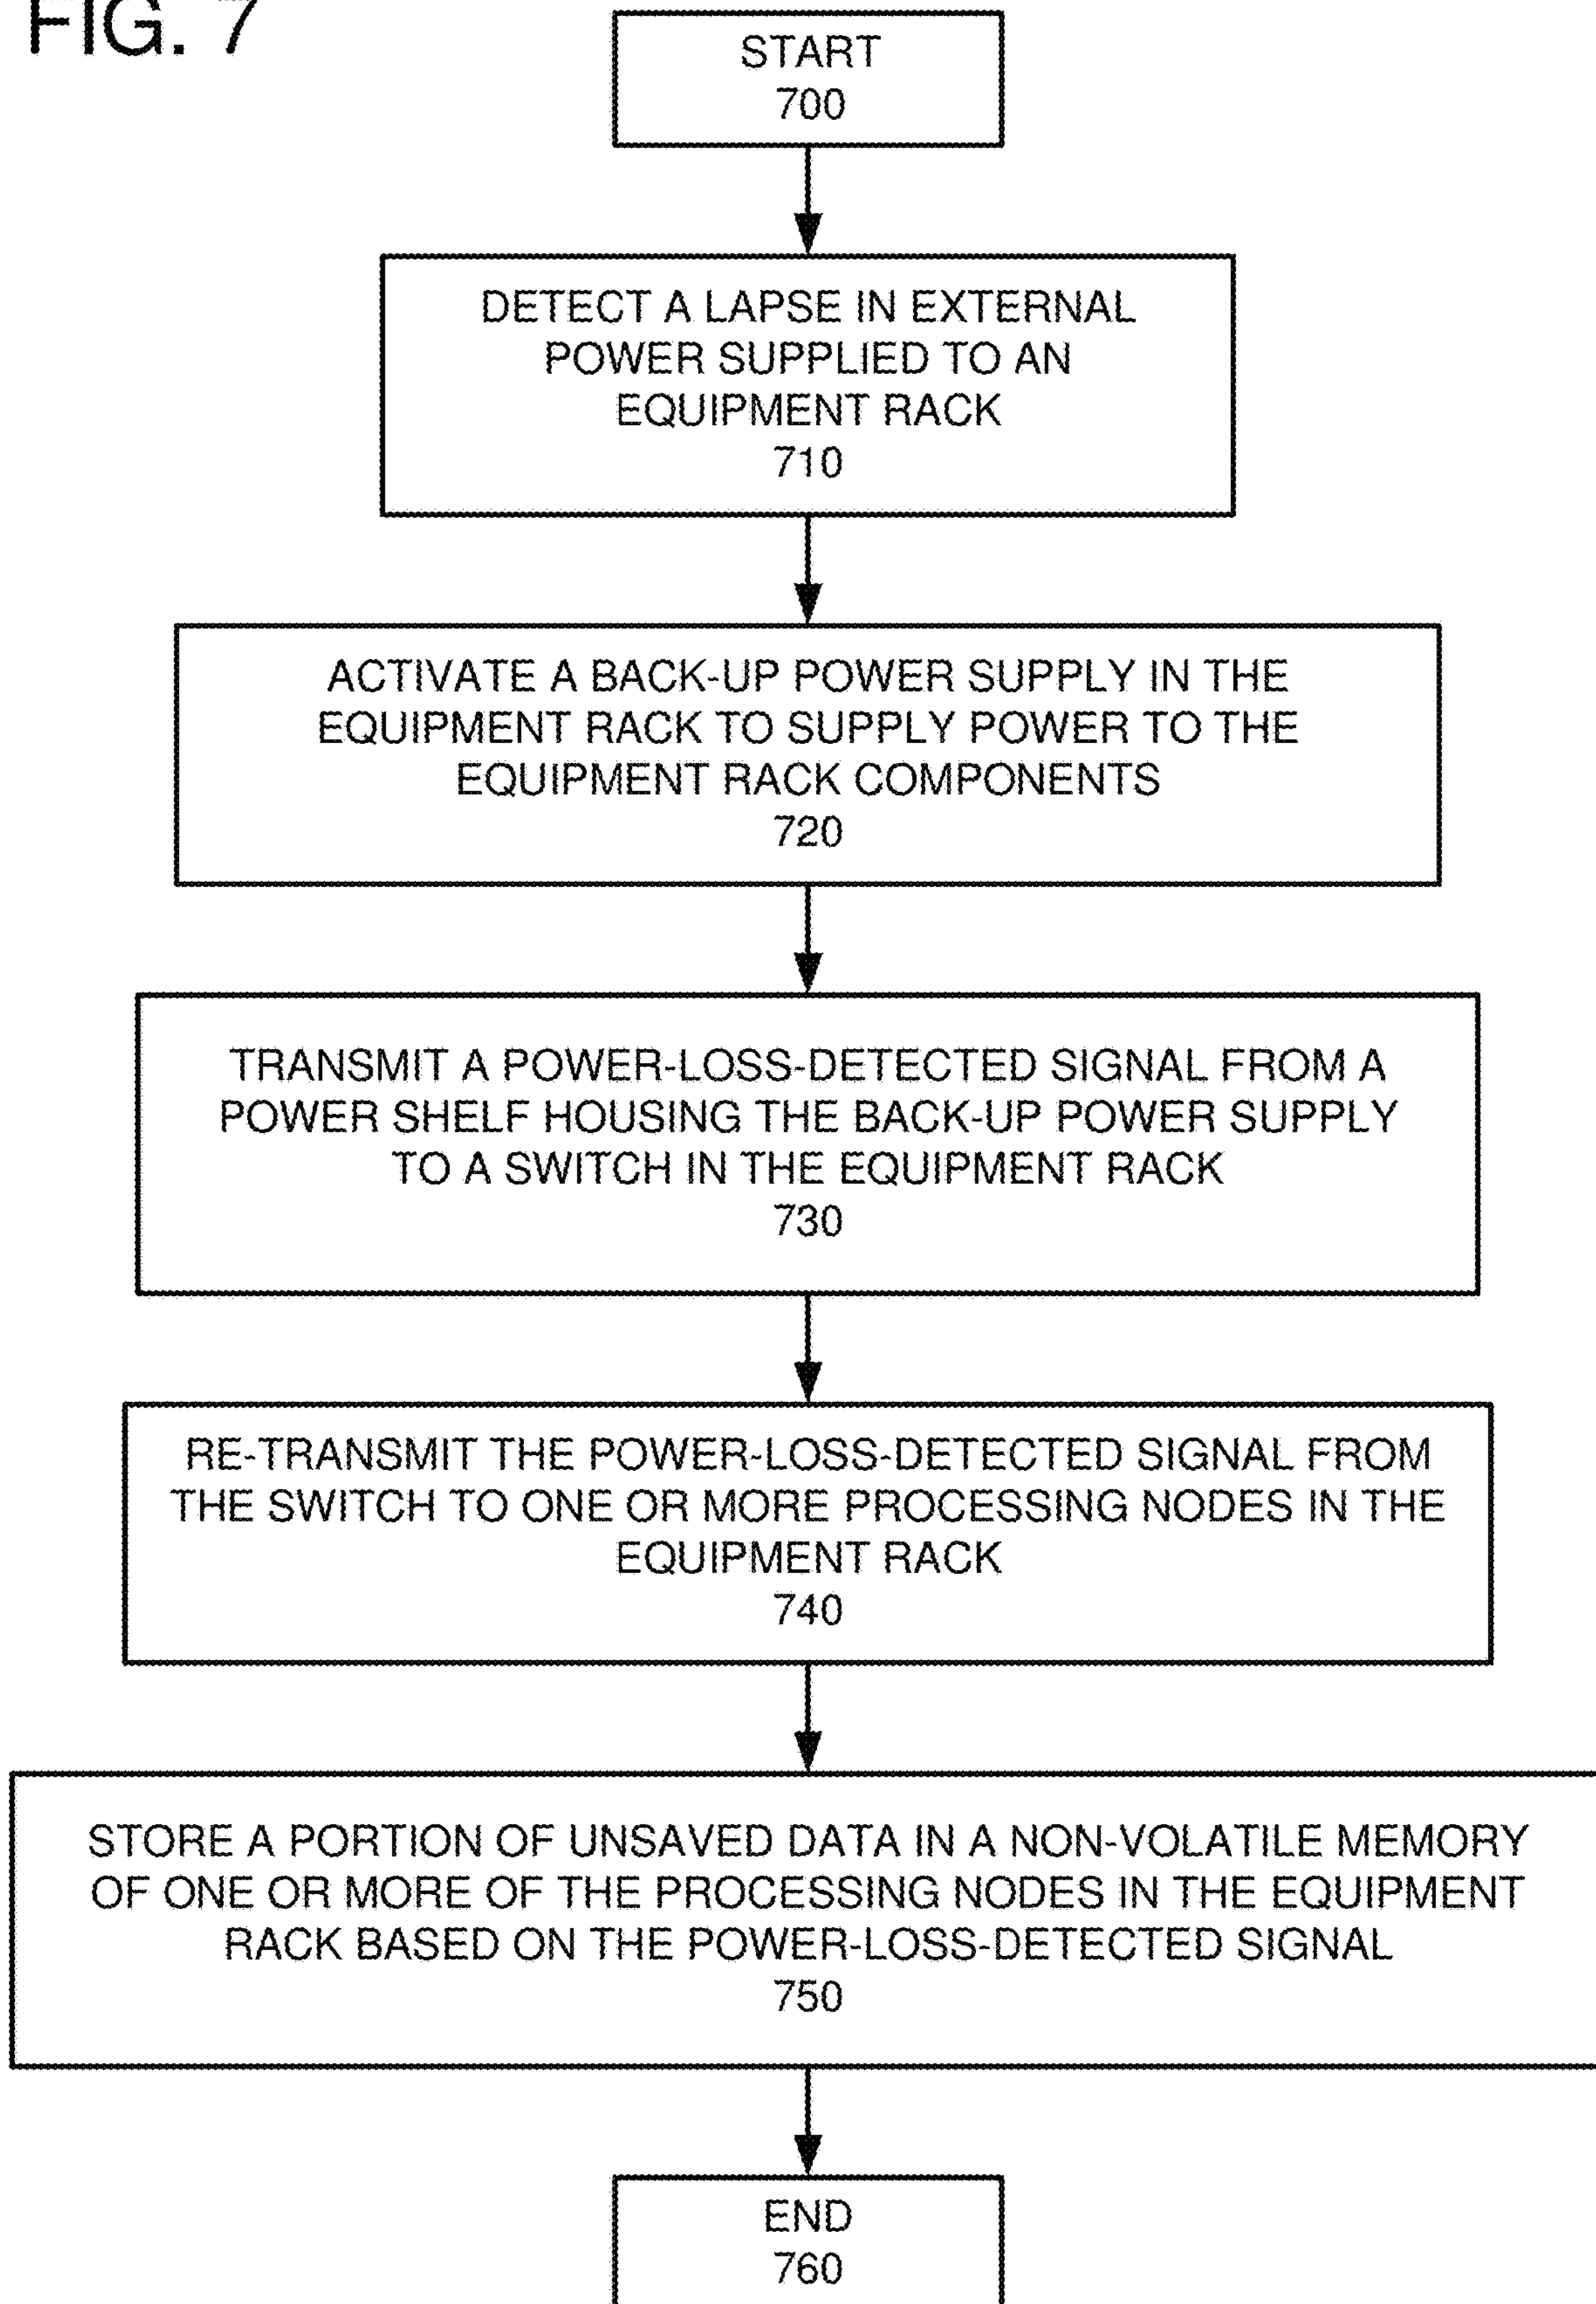 FIG. 7
START
700
DETECT A LAPSE IN EXTERNAL
POWER SUPPLIED TO AN
EQUIPMENT RACK
710
ACTIVATE A BACK-UP POWER SUPPLY IN THE
EQUIPMENT RACK TO SUPPLY POWER TO THE
EQUIPMENT RACK COMPONENTS
720
TRANSMIT A POWER-LOSS-DETECTED SIGNAL FROM A
POWER SHELF HOUSING THE BACK-UP POWER SUPPLY
TO A SWITCH IN THE EQUIPMENT RACK
730
RE-TRANSMIT THE POWER-LOSS-DETECTED SIGNAL FROM
THE SWITCH TO ONE OR MORE PROCESSING NODES IN THE
EQUIPMENT RACK
740
STORE A PORTION OF UNSAVED DATA IN A NON-VOLATILE MEMORY
OF ONE OR MORE OF THE PROCESSING NODES IN THE EQUIPMENT
RACK BASED ON THE POWER-LOSS-DETECTED SIGNAL
750
END
760